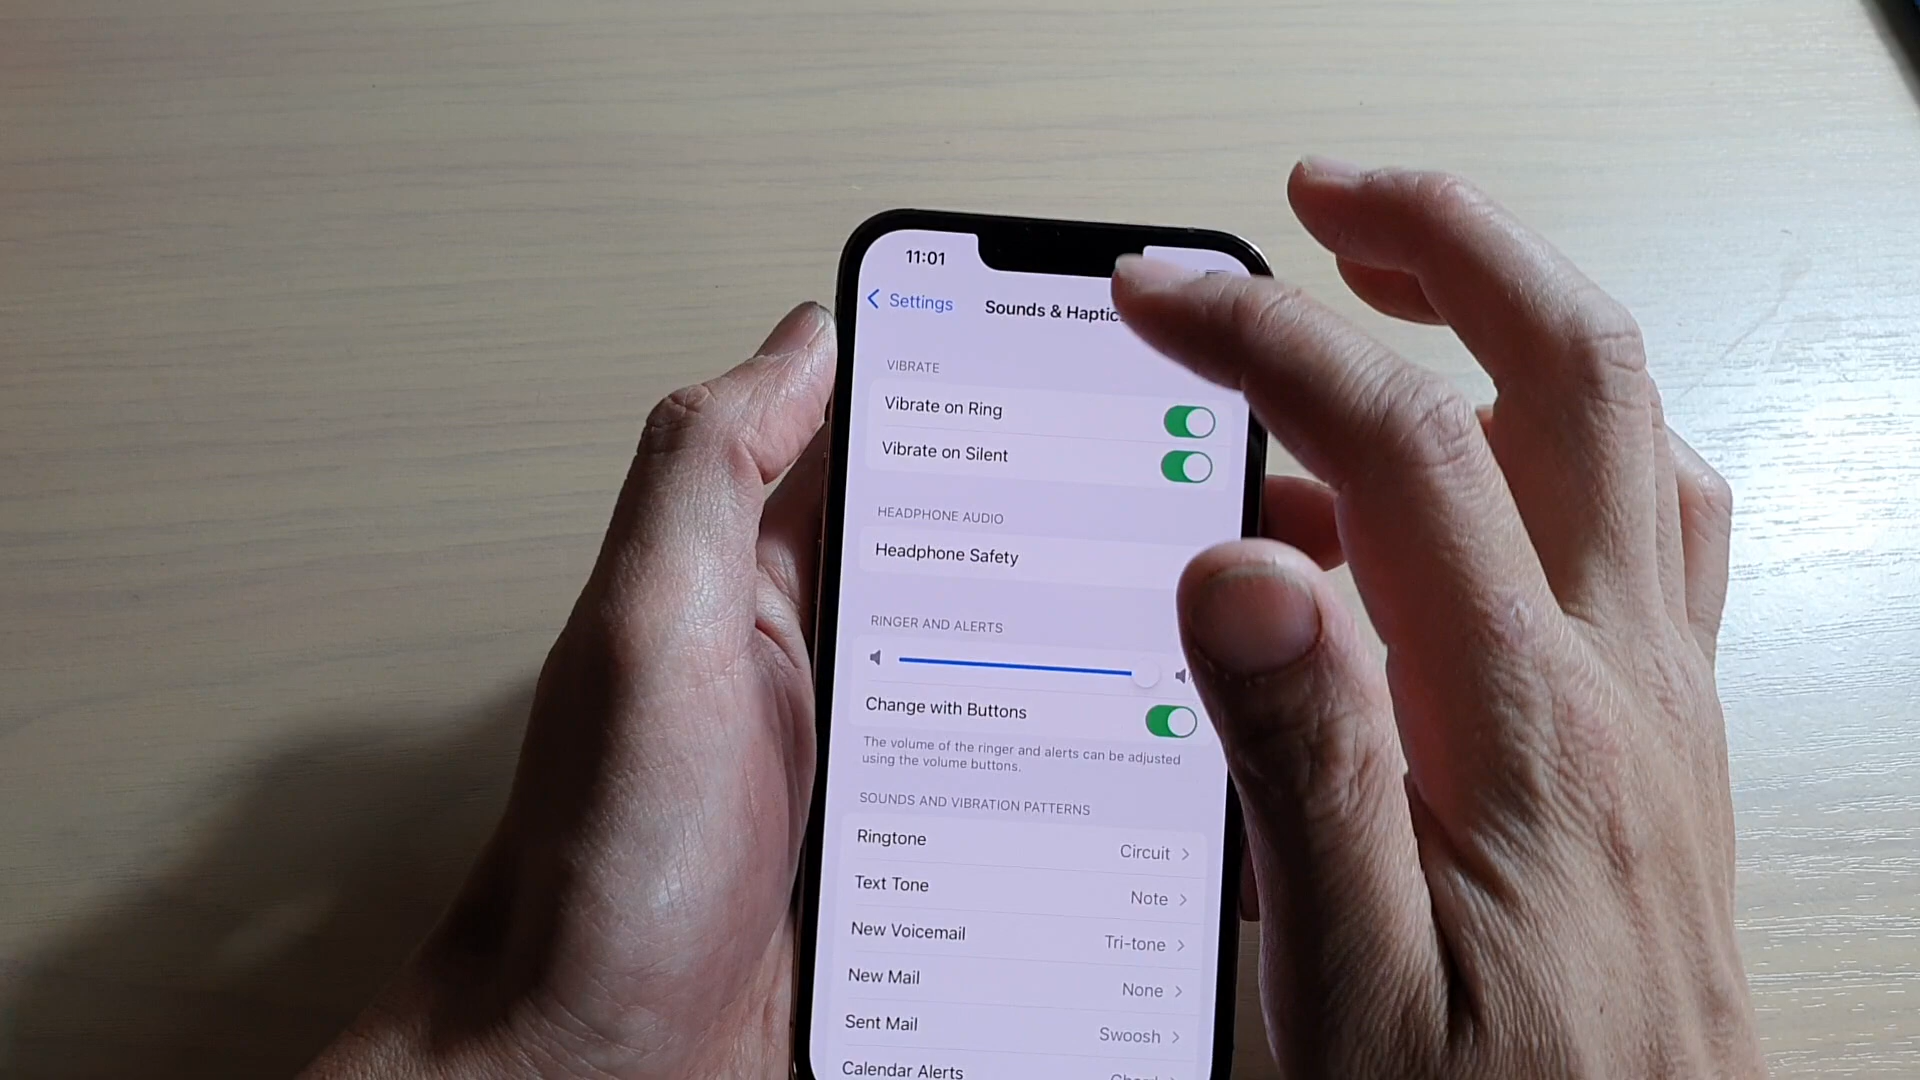 11:01
Settings
Sounds & Haptic
VIBRATE
Vibrate on Ring
Vibrate on Silent
HEADPHONE AUDIO
Headphone Safety
RINGER AND ALERTS
Change with Buttons
The volume of the ringer and alerts can be adjusted
using the volume buttons.
SOUNDS AND VIBRATION PATTERNS
Ringtone Circuit
Text Tone Note
New Voicemail Tri-tone
New Mail None
Sent Mail Swoosh
Calendar Alerts